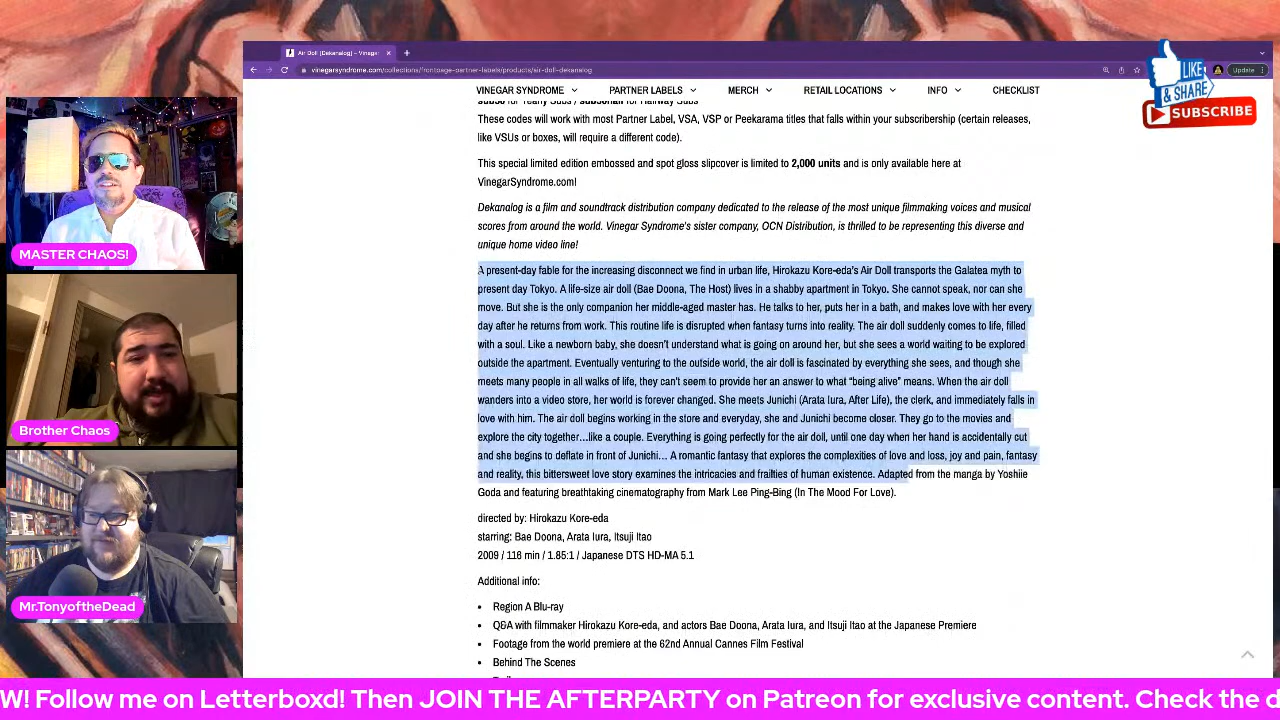 Air Doll (Dekanalog) – Vinegar
vinegarsyndrome.com/collections/frontpage-partner-labels/products/air-doll-dekanalog
Update
LIKE
& SHARE
SUBSCRIBE
VINEGAR SYNDROME
PARTNER LABELS
MERCH
RETAIL LOCATIONS
INFO
CHECKLIST
for Yearly Subs / for Halfway Subs
These codes will work with most Partner Label, VSA, VSP or Peekarama titles that falls within your subscribership (certain releases,
like VSUs or boxes, will require a different code).
This special limited edition embossed and spot gloss slipcover is limited to 2,000 units and is only available here at
VinegarSyndrome.com!
Dekanalog is a film and soundtrack distribution company dedicated to the release of the most unique filmmaking voices and musical
scores from around the world. Vinegar Syndrome's sister company, OCN Distribution, is thrilled to be representing this diverse and
unique home video line!
A present-day fable for the increasing disconnect we find in urban life, Hirokazu Kore-eda's Air Doll transports the Galatea myth to
present day Tokyo. A life-size air doll (Bae Doona, The Host) lives in a shabby apartment in Tokyo. She cannot speak, nor can she
move. But she is the only companion her middle-aged master has. He talks to her, puts her in a bath, and makes love with her every
day after he returns from work. This routine life is disrupted when fantasy turns into reality. The air doll suddenly comes to life, filled
with a soul. Like a newborn baby, she doesn't understand what is going on around her, but she sees a world waiting to be explored
outside the apartment. Eventually venturing to the outside world, the air doll is fascinated by everything she sees, and though she
meets many people in all walks of life, they can't seem to provide her an answer to what “being alive” means. When the air doll
wanders into a video store, her world is forever changed. She meets Junichi (Arata Iura, After Life), the clerk, and immediately falls in
love with him. The air doll begins working in the store and everyday, she and Junichi become closer. They go to the movies and
explore the city together…like a couple. Everything is going perfectly for the air doll, until one day when her hand is accidentally cut
and she begins to deflate in front of Junichi… A romantic fantasy that explores the complexities of love and loss, joy and pain, fantasy
and reality, this bittersweet love story examines the intricacies and frailties of human existence. Adapted from the manga by Yoshiie
Goda and featuring breathtaking cinematography from Mark Lee Ping-Bing (In The Mood For Love).
directed by: Hirokazu Kore-eda
starring: Bae Doona, Arata Iura, Itsuji Itao
2009 / 116 min / 1.85:1 / Japanese DTS HD-MA 5.1
Additional info:
• Region A Blu-ray
• Q&A with filmmaker Hirokazu Kore-eda, and actors Bae Doona, Arata Iura, and Itsuji Itao at the Japanese Premiere
• Footage from the world premiere at the 62nd Annual Cannes Film Festival
• Behind The Scenes
MASTER CHAOS!
Brother Chaos
Mr.TonyoftheDead
W! Follow me on Letterboxd! Then JOIN THE AFTERPARTY on Patreon for exclusive content. Check the d